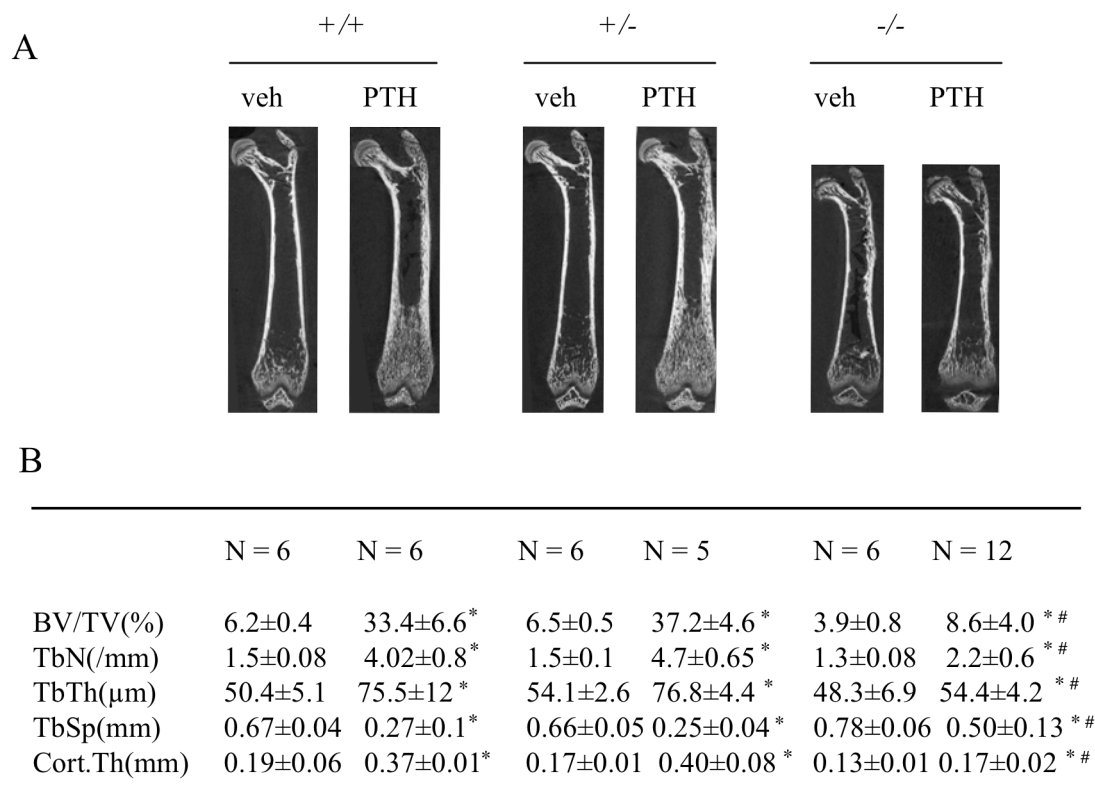 +/+ +/- -/-
A
veh PTH veh PTH veh PTH
B
N = 6 N = 6 N = 6 N = 5 N = 6 N = 12
BV/TV(%) 6.2±0.4 33.4±6.6 * 6.5±0.5 37.2±4.6 * 3.9±0.8 8.6±4.0 * #
TbN(/mm) 1.5±0.08 4.02±0.8 * 1.5±0.1 4.7±0.65 * 1.3±0.08 2.2±0.6 * #
TbTh(µm) 50.4±5.1 75.5±12 * 54.1±2.6 76.8±4.4 * 48.3±6.9 54.4±4.2 * #
TbSp(mm) 0.67±0.04 0.27±0.1 * 0.66±0.05 0.25±0.04 * 0.78±0.06 0.50±0.13 * #
Cort.Th(mm) 0.19±0.06 0.37±0.01 * 0.17±0.01 0.40±0.08 * 0.13±0.01 0.17±0.02 * #